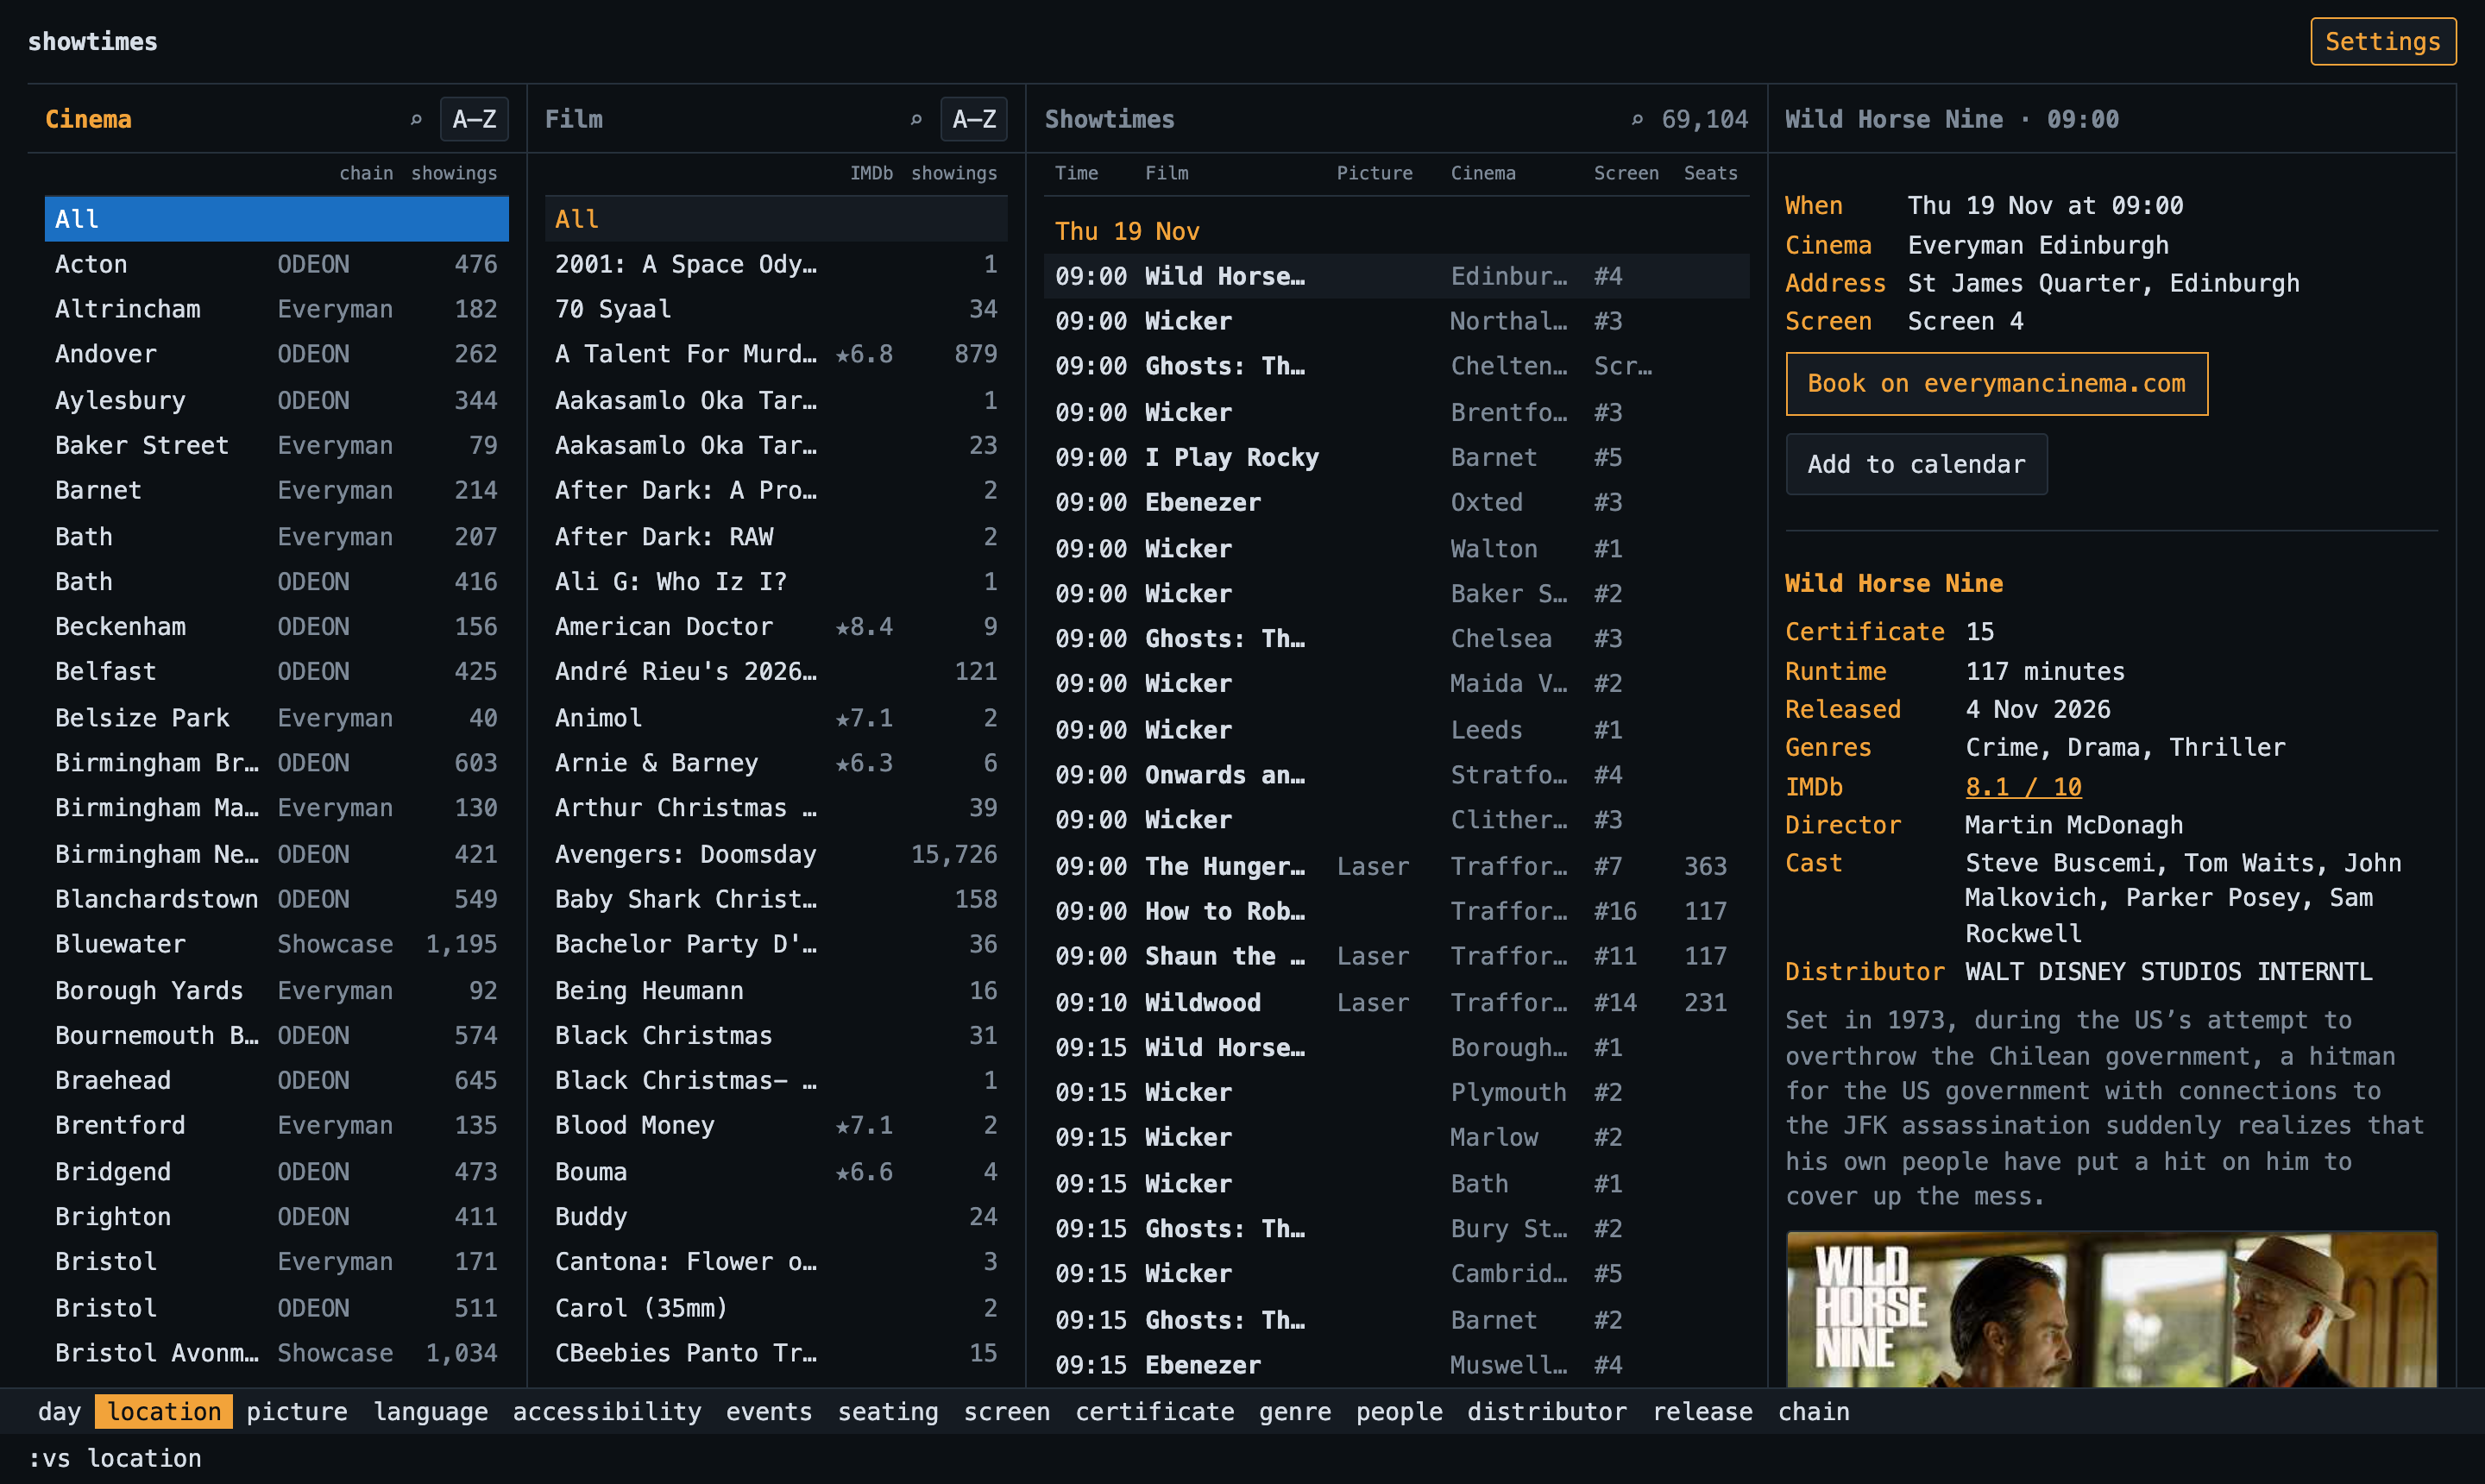 showtimes
Settings
Cinema ⌕ A–Z
chain showings
All
Acton ODEON 476
Altrincham Everyman 182
Andover ODEON 262
Aylesbury ODEON 344
Baker Street Everyman 79
Barnet Everyman 214
Bath Everyman 207
Bath ODEON 416
Beckenham ODEON 156
Belfast ODEON 425
Belsize Park Everyman 40
Birmingham Br… ODEON 603
Birmingham Ma… Everyman 130
Birmingham Ne… ODEON 421
Blanchardstown ODEON 549
Bluewater Showcase 1,195
Borough Yards Everyman 92
Bournemouth B… ODEON 574
Braehead ODEON 645
Brentford Everyman 135
Bridgend ODEON 473
Brighton ODEON 411
Bristol Everyman 171
Bristol ODEON 511
Bristol Avonm… Showcase 1,034
Film ⌕ A–Z
IMDb showings
All
2001: A Space Ody… 1
70 Syaal 34
A Talent For Murd… ★6.8 879
Aakasamlo Oka Tar… 1
Aakasamlo Oka Tar… 23
After Dark: A Pro… 2
After Dark: RAW 2
Ali G: Who Iz I? 1
American Doctor ★8.4 9
André Rieu's 2026… 121
Animol ★7.1 2
Arnie & Barney ★6.3 6
Arthur Christmas … 39
Avengers: Doomsday 15,726
Baby Shark Christ… 158
Bachelor Party D'… 36
Being Heumann 16
Black Christmas 31
Black Christmas– … 1
Blood Money ★7.1 2
Bouma ★6.6 4
Buddy 24
Cantona: Flower o… 3
Carol (35mm) 2
CBeebies Panto Tr… 15
Showtimes ⌕ 69,104
Time Film Picture Cinema Screen Seats
Thu 19 Nov
09:00 Wild Horse… Edinbur… #4
09:00 Wicker Northal… #3
09:00 Ghosts: Th… Chelten… Scr…
09:00 Wicker Brentfo… #3
09:00 I Play Rocky Barnet #5
09:00 Ebenezer Oxted #3
09:00 Wicker Walton #1
09:00 Wicker Baker S… #2
09:00 Ghosts: Th… Chelsea #3
09:00 Wicker Maida V… #2
09:00 Wicker Leeds #1
09:00 Onwards an… Stratfo… #4
09:00 Wicker Clither… #3
09:00 The Hunger… Laser Traffor… #7 363
09:00 How to Rob… Traffor… #16 117
09:00 Shaun the … Laser Traffor… #11 117
09:10 Wildwood Laser Traffor… #14 231
09:15 Wild Horse… Borough… #1
09:15 Wicker Plymouth #2
09:15 Wicker Marlow #2
09:15 Wicker Bath #1
09:15 Ghosts: Th… Bury St… #2
09:15 Wicker Cambrid… #5
09:15 Ghosts: Th… Barnet #2
09:15 Ebenezer Muswell… #4
Wild Horse Nine · 09:00
When Thu 19 Nov at 09:00
Cinema Everyman Edinburgh
Address St James Quarter, Edinburgh
Screen Screen 4
Book on everymancinema.com
Add to calendar
Wild Horse Nine
Certificate 15
Runtime 117 minutes
Released 4 Nov 2026
Genres Crime, Drama, Thriller
IMDb 8.1 / 10
Director Martin McDonagh
Cast Steve Buscemi, Tom Waits, John
Malkovich, Parker Posey, Sam
Rockwell
Distributor WALT DISNEY STUDIOS INTERNTL
Set in 1973, during the US’s attempt to
overthrow the Chilean government, a hitman
for the US government with connections to
the JFK assassination suddenly realizes that
his own people have put a hit on him to
cover up the mess.
WILD
HORSE
NINE
day location picture language accessibility events seating screen certificate genre people distributor release chain
:vs location